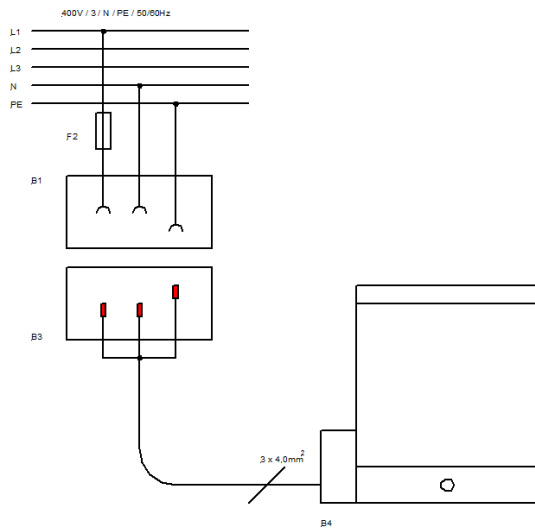 400V / 3 / N / PE / 50/60Hz
L1
L2
L3
N
PE
F2
B1
B3
3 x 4,0mm²
B4